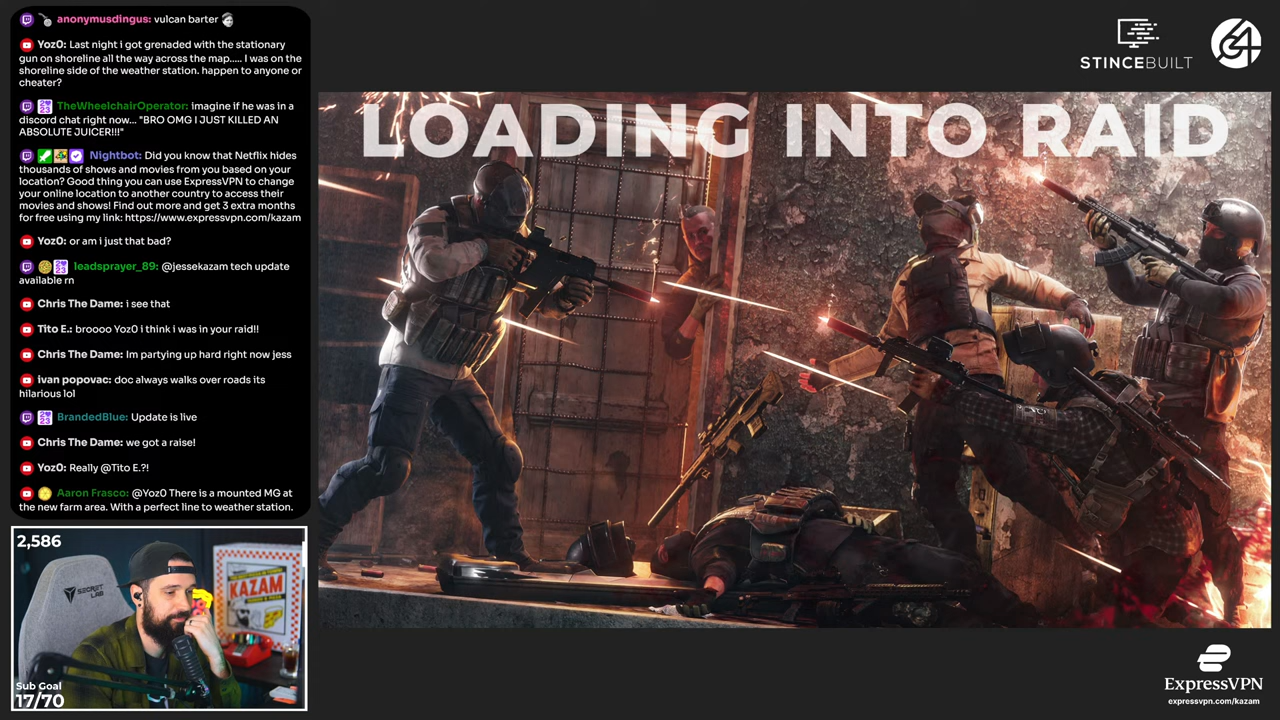 anonymusdingus: vulcan barter
Yoz0: Last night i got grenaded with the stationary
gun on shoreline all the way across the map..... I was on the
shoreline side of the weather station. happen to anyone or
cheater?
TheWheelchairOperator: imagine if he was in a
discord chat right now... "BRO OMG I JUST KILLED AN
ABSOLUTE JUICER!!!"
Nightbot: Did you know that Netflix hides
thousands of shows and movies from you based on your
location? Good thing you can use ExpressVPN to change
your online location to another country to access their
movies and shows! Find out more and get 3 extra months
for free using my link: https://www.expressvpn.com/kazam
Yoz0: or am i just that bad?
leadsprayer_89: @jessekazam tech update
available rn
Chris The Dame: i see that
Tito E.: broooo Yoz0 i think i was in your raid!!
Chris The Dame: Im partying up hard right now jess
ivan popovac: doc always walks over roads its
hilarious lol
BrandedBlue: Update is live
Chris The Dame: we got a raise!
Yoz0: Really @Tito E.?!
Aaron Frasco: @Yoz0 There is a mounted MG at
the new farm area. With a perfect line to weather station.
2,586
SECRET
LAB
KAZAM
Sub Goal
17/70
LOADING INTO RAID
STINCEBUILT
ExpressVPN
expressvpn.com/kazam